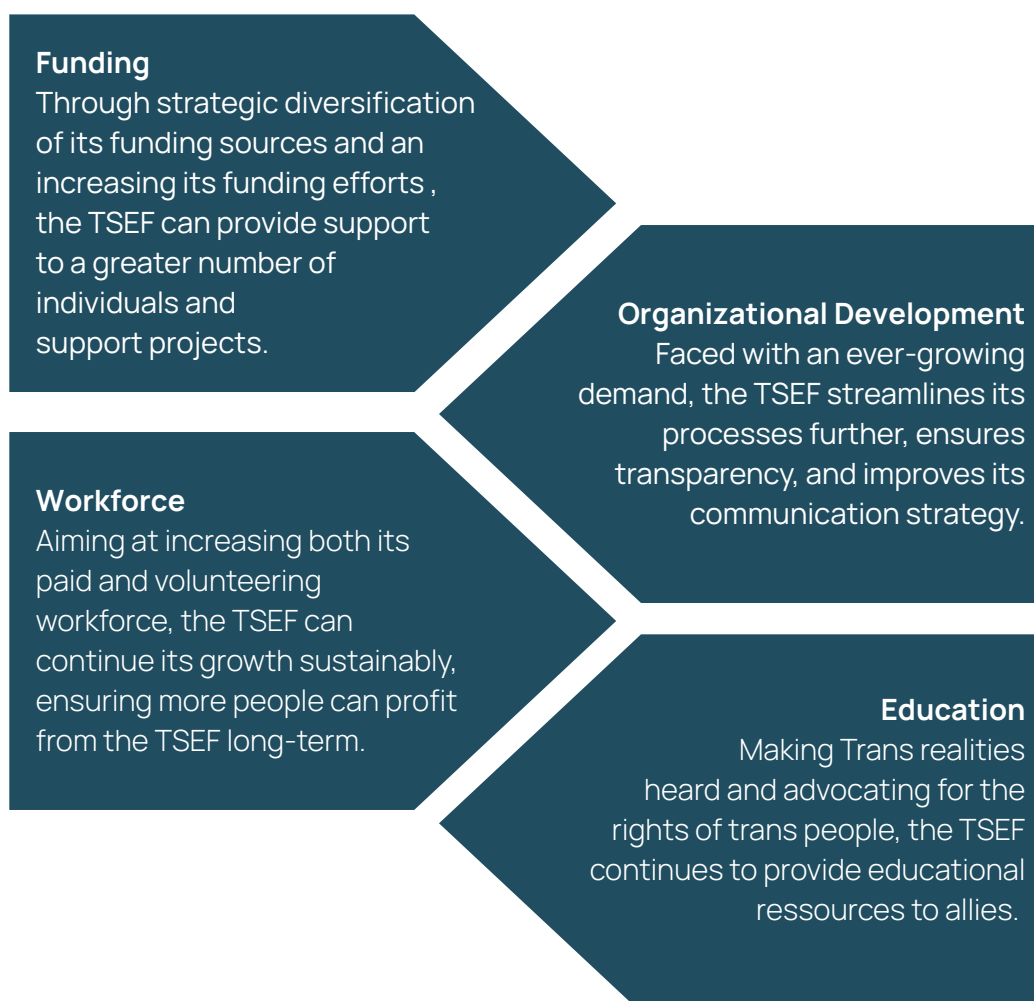 Funding
Through strategic diversification
of its funding sources and an
increasing its funding efforts ,
the TSEF can provide support
to a greater number of
individuals and
support projects.
Organizational Development
Faced with an ever-growing
demand, the TSEF streamlines its
processes further, ensures
transparency, and improves its
communication strategy.
Workforce
Aiming at increasing both its
paid and volunteering
workforce, the TSEF can
continue its growth sustainably,
ensuring more people can profit
from the TSEF long-term.
Education
Making Trans realities
heard and advocating for the
rights of trans people, the TSEF
continues to provide educational
ressources to allies.